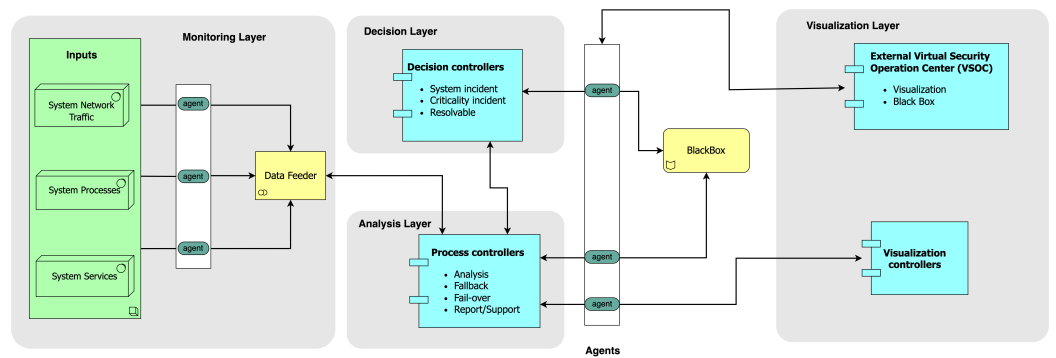 Monitoring Layer
Inputs
System Network
Traffic
System Processes
System Services
agent
agent
agent
Data Feeder
Decision Layer
Decision controllers
• System incident
• Criticality incident
• Resolvable
Analysis Layer
Process controllers
• Analysis
• Fallback
• Fail-over
• Report/Support
agent
agent
agent
Agents
BlackBox
Visualization Layer
External Virtual Security
Operation Center (VSOC)
• Visualization
• Black Box
Visualization
controllers